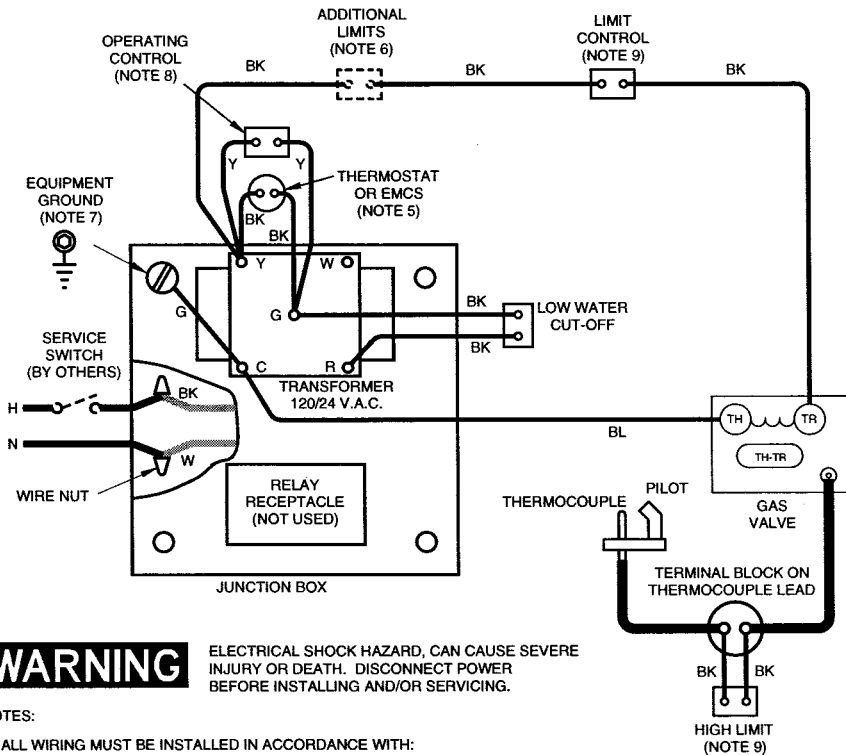 ADDITIONAL
LIMITS
(NOTE 6)
LIMIT
CONTROL
(NOTE 9)
OPERATING
CONTROL
(NOTE 8)
BK
BK
BK
Y
Y
THERMOSTAT
OR EMCS
(NOTE 5)
BK
BK
EQUIPMENT
GROUND
(NOTE 7)
Y
W
G
G
BK
LOW WATER
CUT-OFF
BK
C
R
TRANSFORMER
120/24 V.A.C.
SERVICE
SWITCH
(BY OTHERS)
BK
H
N
W
WIRE NUT
BL
TH
TR
TH-TR
GAS
VALVE
RELAY
RECEPTACLE
(NOT USED)
JUNCTION BOX
THERMOCOUPLE
PILOT
TERMINAL BLOCK ON
THERMOCOUPLE LEAD
BK
BK
HIGH LIMIT
(NOTE 9)
WARNING
ELECTRICAL SHOCK HAZARD, CAN CAUSE SEVERE
INJURY OR DEATH. DISCONNECT POWER
BEFORE INSTALLING AND/OR SERVICING.
OTES:
ALL WIRING MUST BE INSTALLED IN ACCORDANCE WITH: